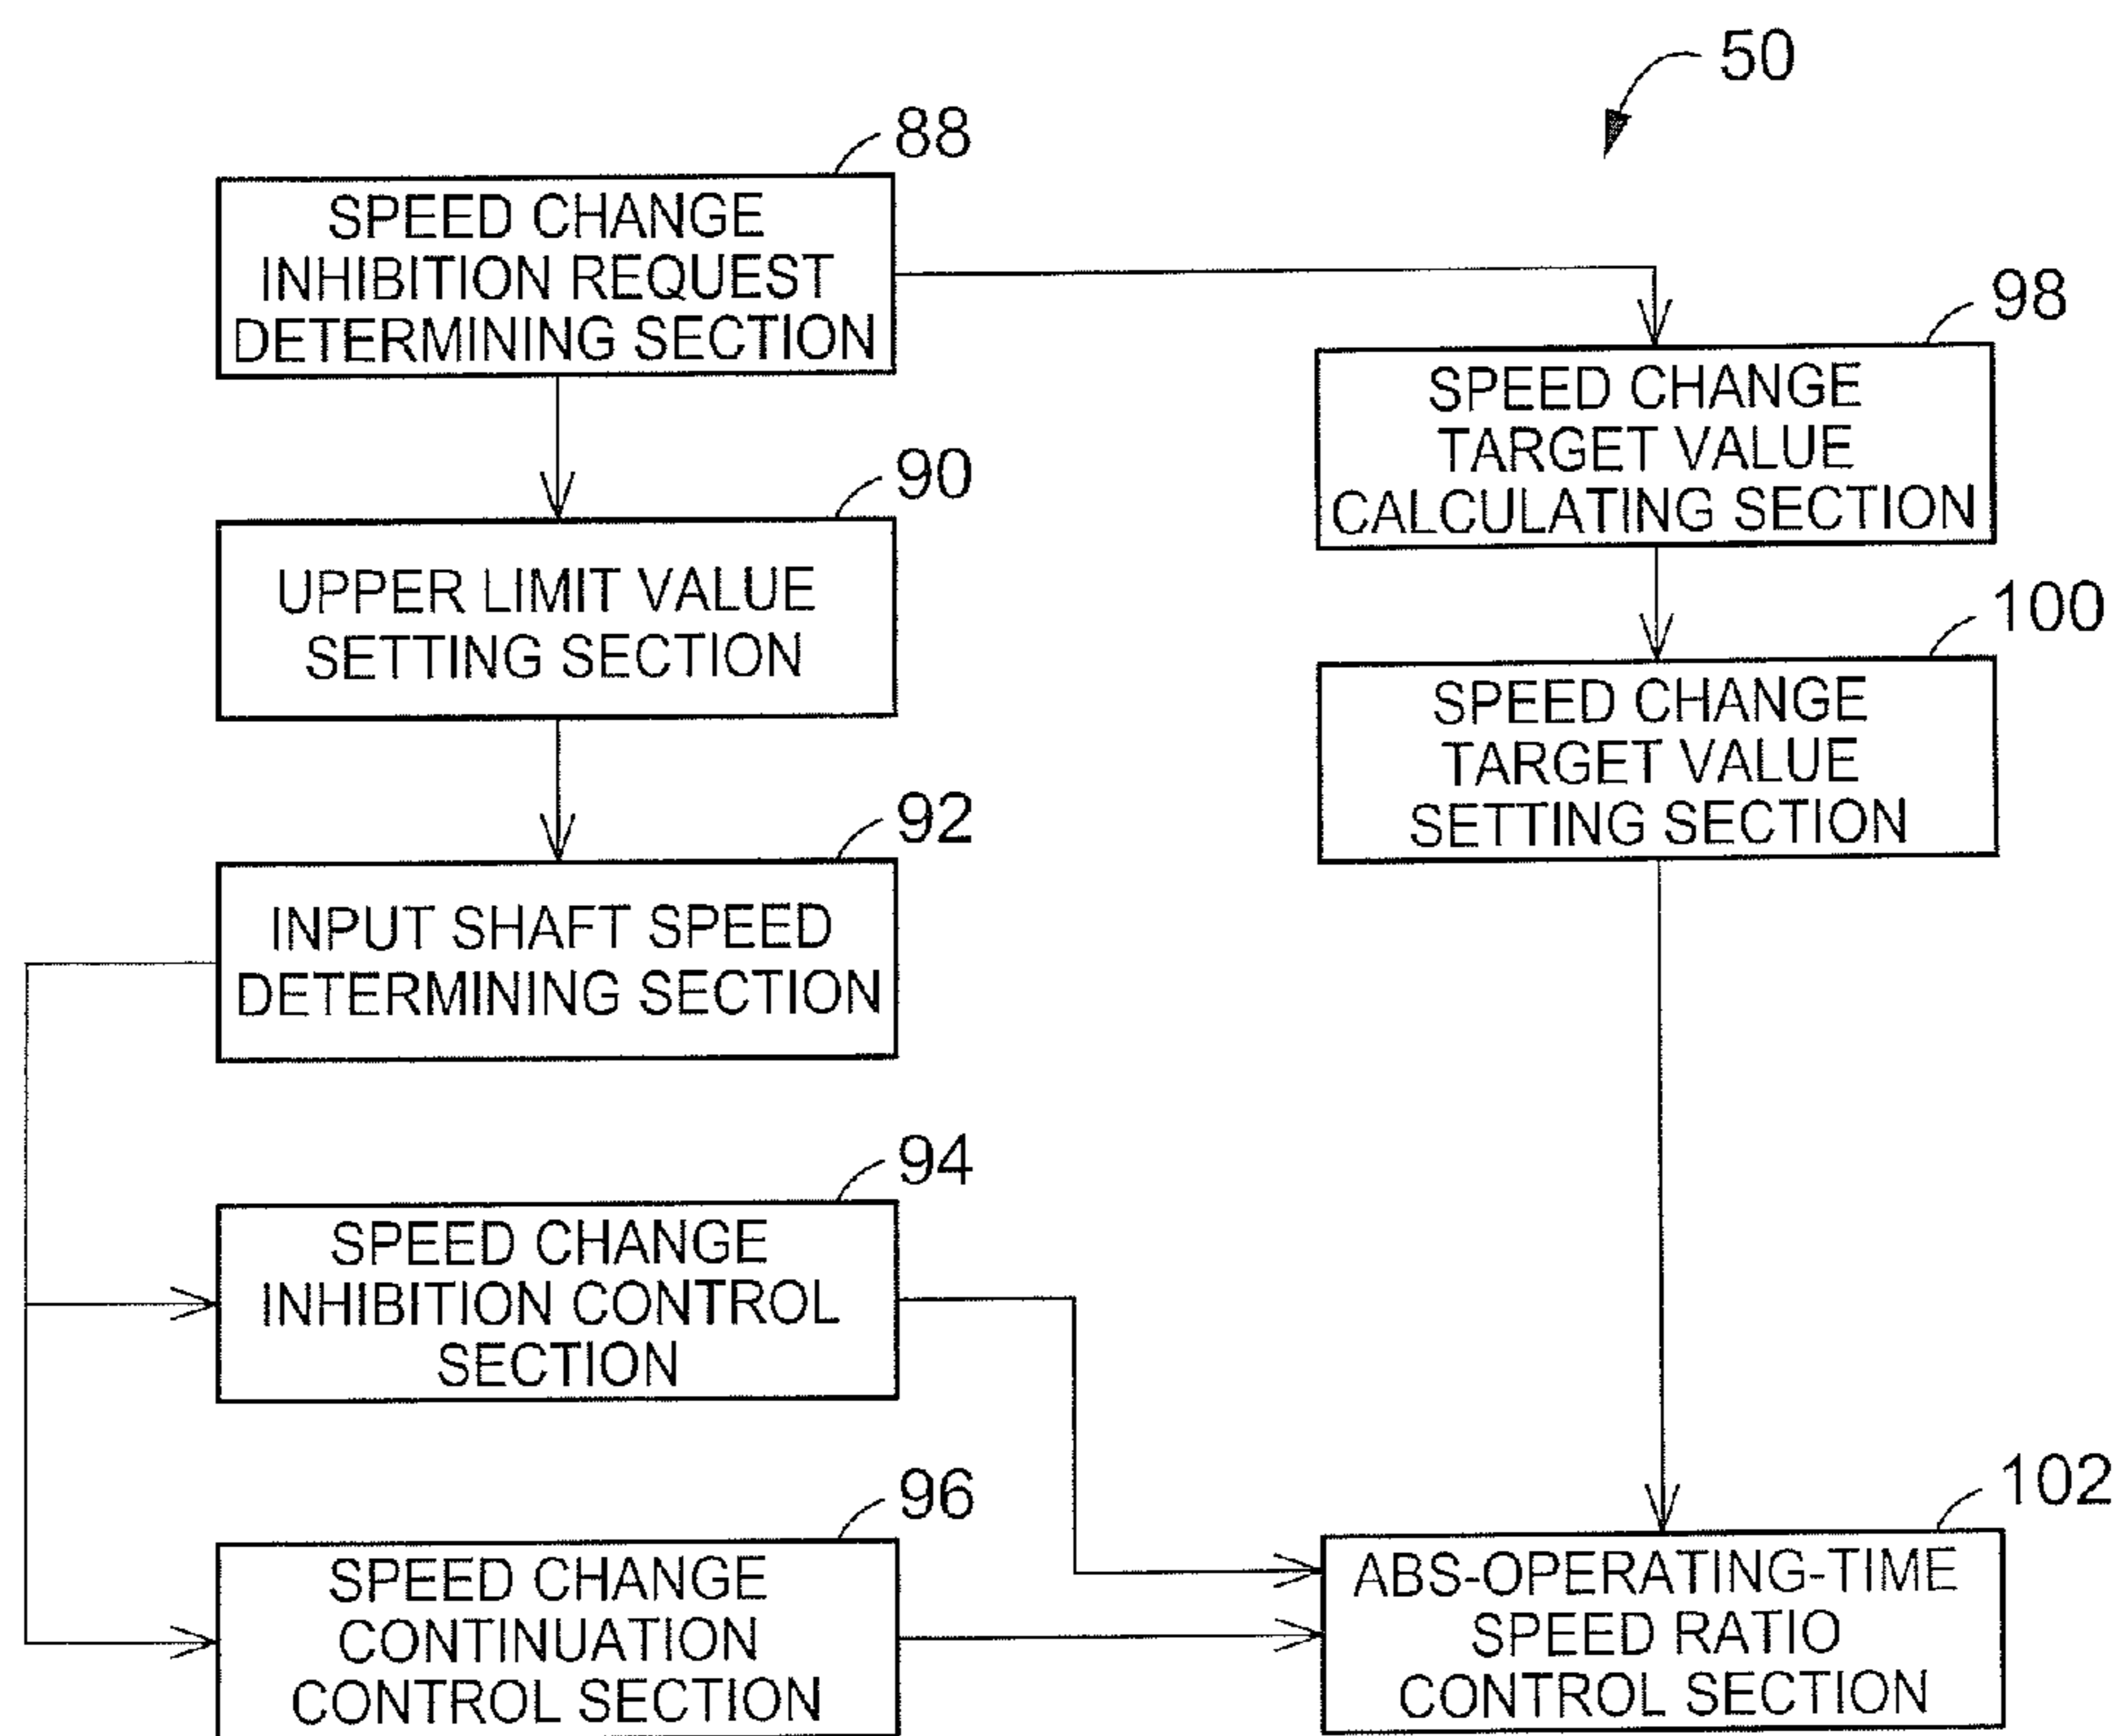 50
88
SPEED CHANGE
INHIBITION REQUEST
DETERMINING SECTION
98
SPEED CHANGE
TARGET VALUE
CALCULATING SECTION
90
UPPER LIMIT VALUE
SETTING SECTION
100
SPEED CHANGE
TARGET VALUE
SETTING SECTION
92
INPUT SHAFT SPEED
DETERMINING SECTION
94
SPEED CHANGE
INHIBITION CONTROL
SECTION
96
SPEED CHANGE
CONTINUATION
CONTROL SECTION
102
ABS-OPERATING-TIME
SPEED RATIO
CONTROL SECTION